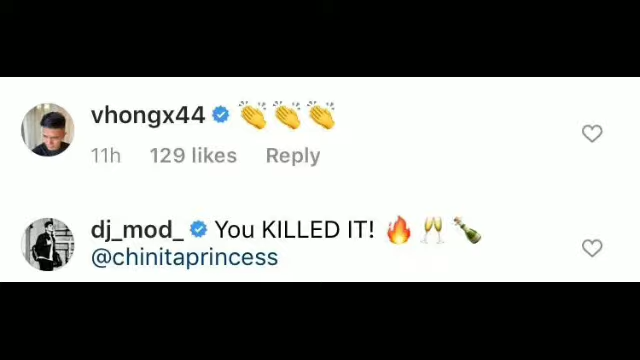 vhongx44 👏👏👏
11h 129 likes Reply
dj_mod_ You KILLED IT! 🔥🥂🍾
@chinitaprincess